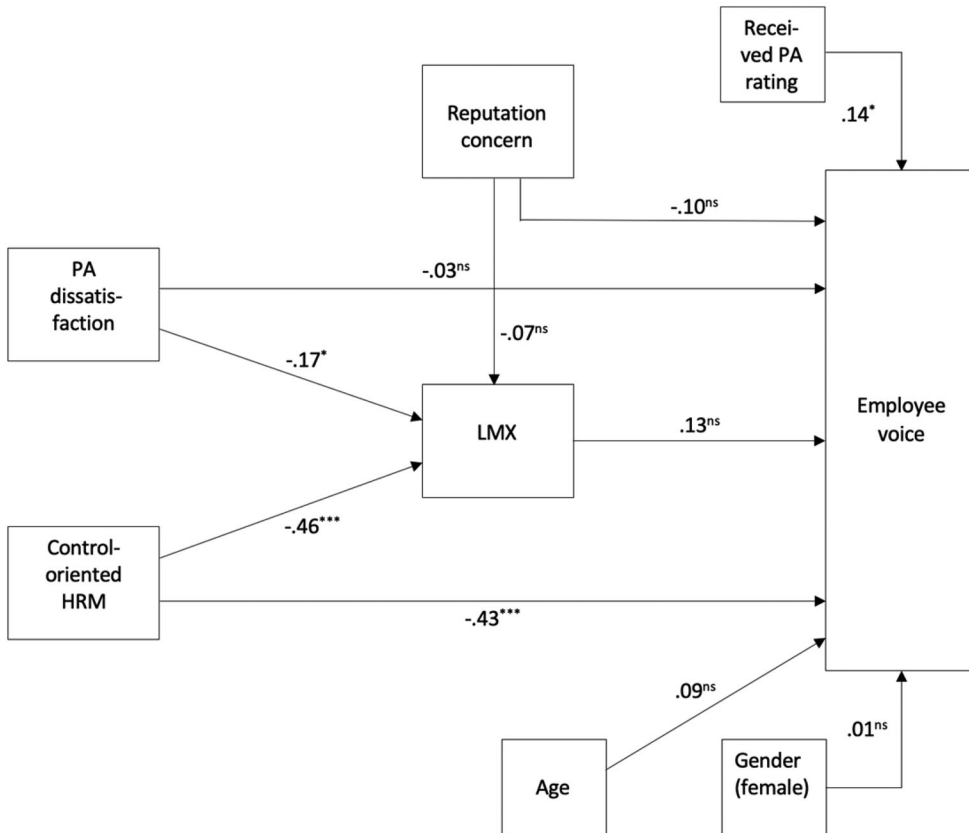 Recei-
ved PA
rating
.14*
Reputation
concern
-.10ns
PA
dissatis-
faction
-.03ns
-.07ns
-.17*
LMX
.13ns
Employee
voice
-.46***
Control-
oriented
HRM
-.43***
.09ns
.01ns
Age
Gender
(female)